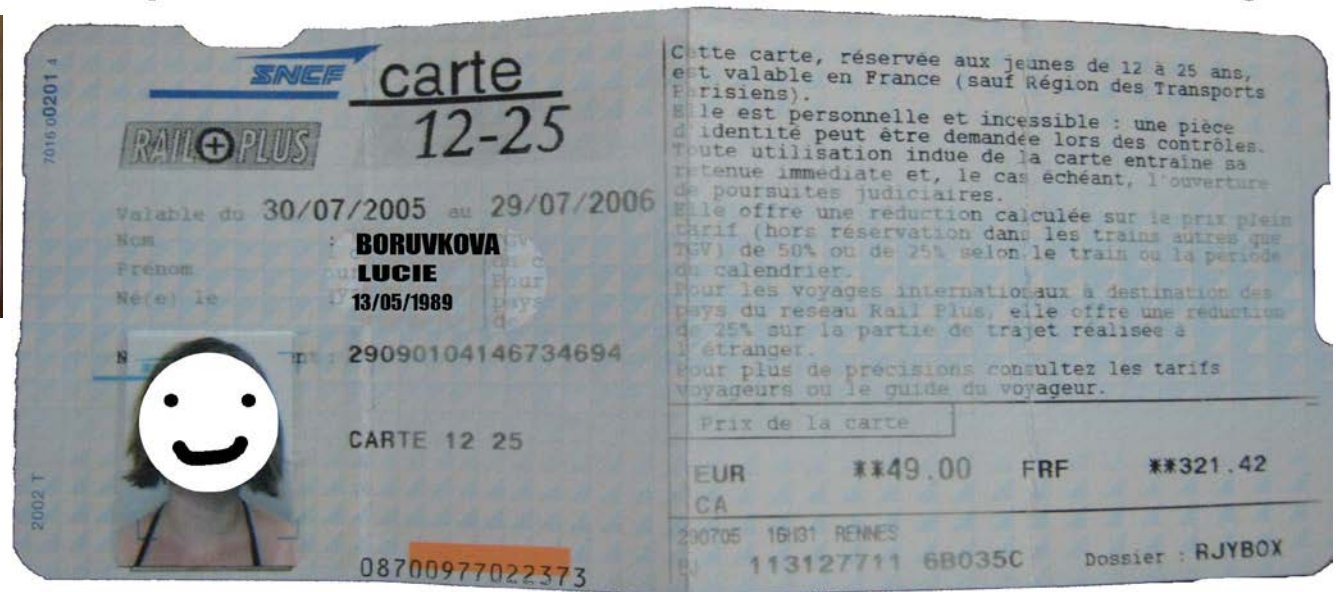 7016 00201 4
SNCF
carte
12-25
RAIL PLUS
Valable du 30/07/2005 au 29/07/2006
Nom : BORUVKOVA
Prénom LUCIE
Né(e) le 13/05/1989
29090104146734694
CARTE 12 25
2002 T
08700977022373
Cette carte, réservée aux jeunes de 12 à 25 ans,
est valable en France (sauf Région des Transports
Parisiens).
Elle est personnelle et incessible : une pièce
d'identité peut être demandée lors des contrôles.
Toute utilisation indue de la carte entraîne sa
retenue immédiate et, le cas échéant, l'ouverture
de poursuites judiciaires.
Elle offre une réduction calculée sur le prix plein
tarif (hors réservation dans les trains autres que
TGV) de 50% ou de 25% selon le train ou la période
du calendrier.
Pour les voyages internationaux à destination des
pays du reseau Rail Plus, elle offre une réduction
de 25% sur la partie de trajet réalisée à
l'étranger.
Pour plus de précisions consultez les tarifs
voyageurs ou le guide du voyageur.
Prix de la carte
EUR **49.00 FRF **321.42
CA
290705 16H31 RENNES
113127711 6B035C Dossier : RJYBOX